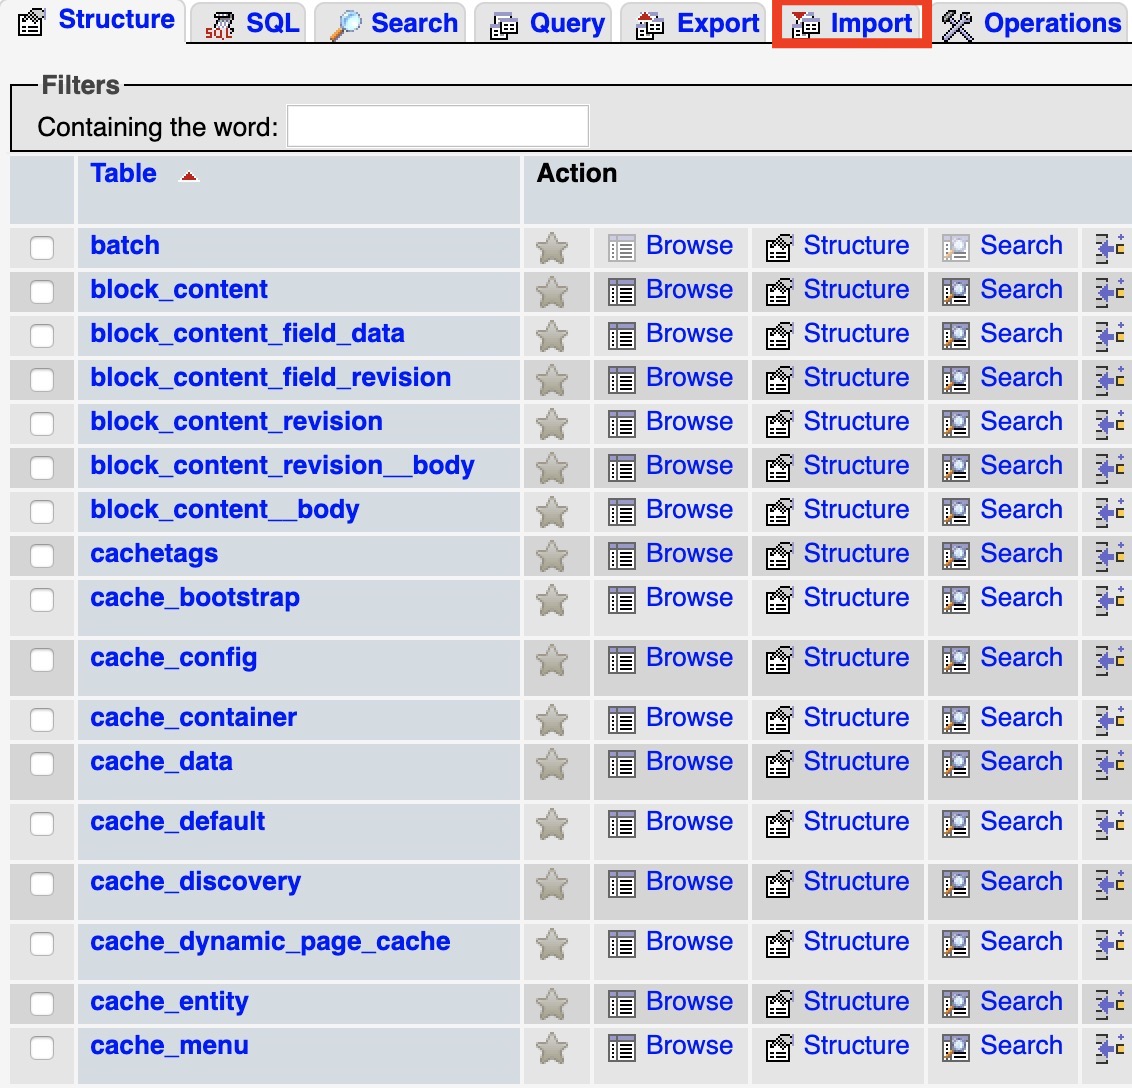 Structure SQL Search Query Export Import Operations
Filters
Containing the word:
Table Action
batch Browse Structure Search
block_content Browse Structure Search
block_content_field_data Browse Structure Search
block_content_field_revision Browse Structure Search
block_content_revision Browse Structure Search
block_content_revision__body Browse Structure Search
block_content__body Browse Structure Search
cachetags Browse Structure Search
cache_bootstrap Browse Structure Search
cache_config Browse Structure Search
cache_container Browse Structure Search
cache_data Browse Structure Search
cache_default Browse Structure Search
cache_discovery Browse Structure Search
cache_dynamic_page_cache Browse Structure Search
cache_entity Browse Structure Search
cache_menu Browse Structure Search